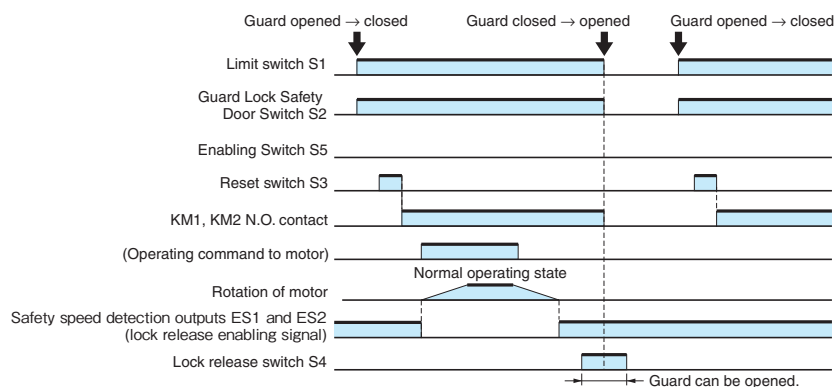 Guard opened → closed
Guard closed → opened
Guard opened → closed
Limit switch S1
Guard Lock Safety
Door Switch S2
Enabling Switch S5
Reset switch S3
KM1, KM2 N.O. contact
(Operating command to motor)
Normal operating state
Rotation of motor
Safety speed detection outputs ES1 and ES2
(lock release enabling signal)
Lock release switch S4
Guard can be opened.